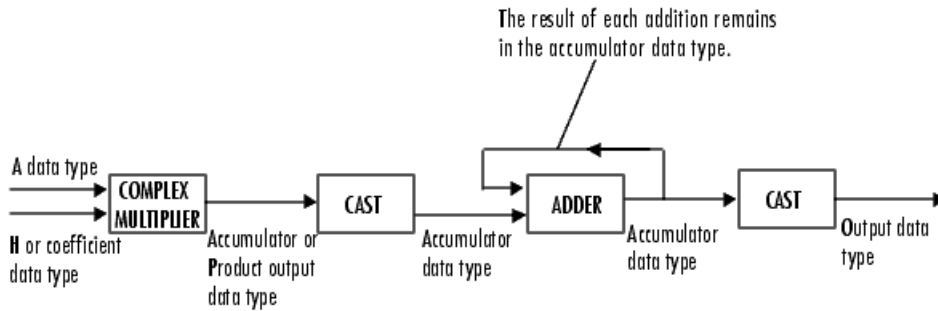 The result of each addition remains
in the accumulator data type.
A data type
COMPLEX
MULTIPLIER
CAST
ADDER
CAST
H or coefficient
data type
Accumulator or
Product output
data type
Accumulator
data type
Accumulator
data type
Output data
type